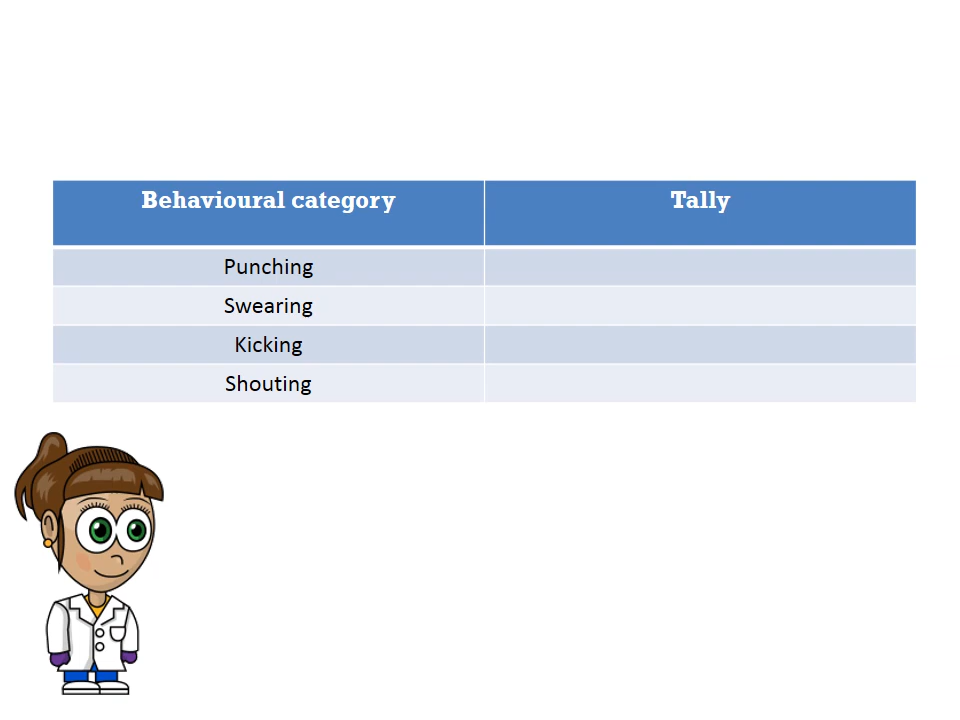 Behavioural category Tally
Punching
Swearing
Kicking
Shouting